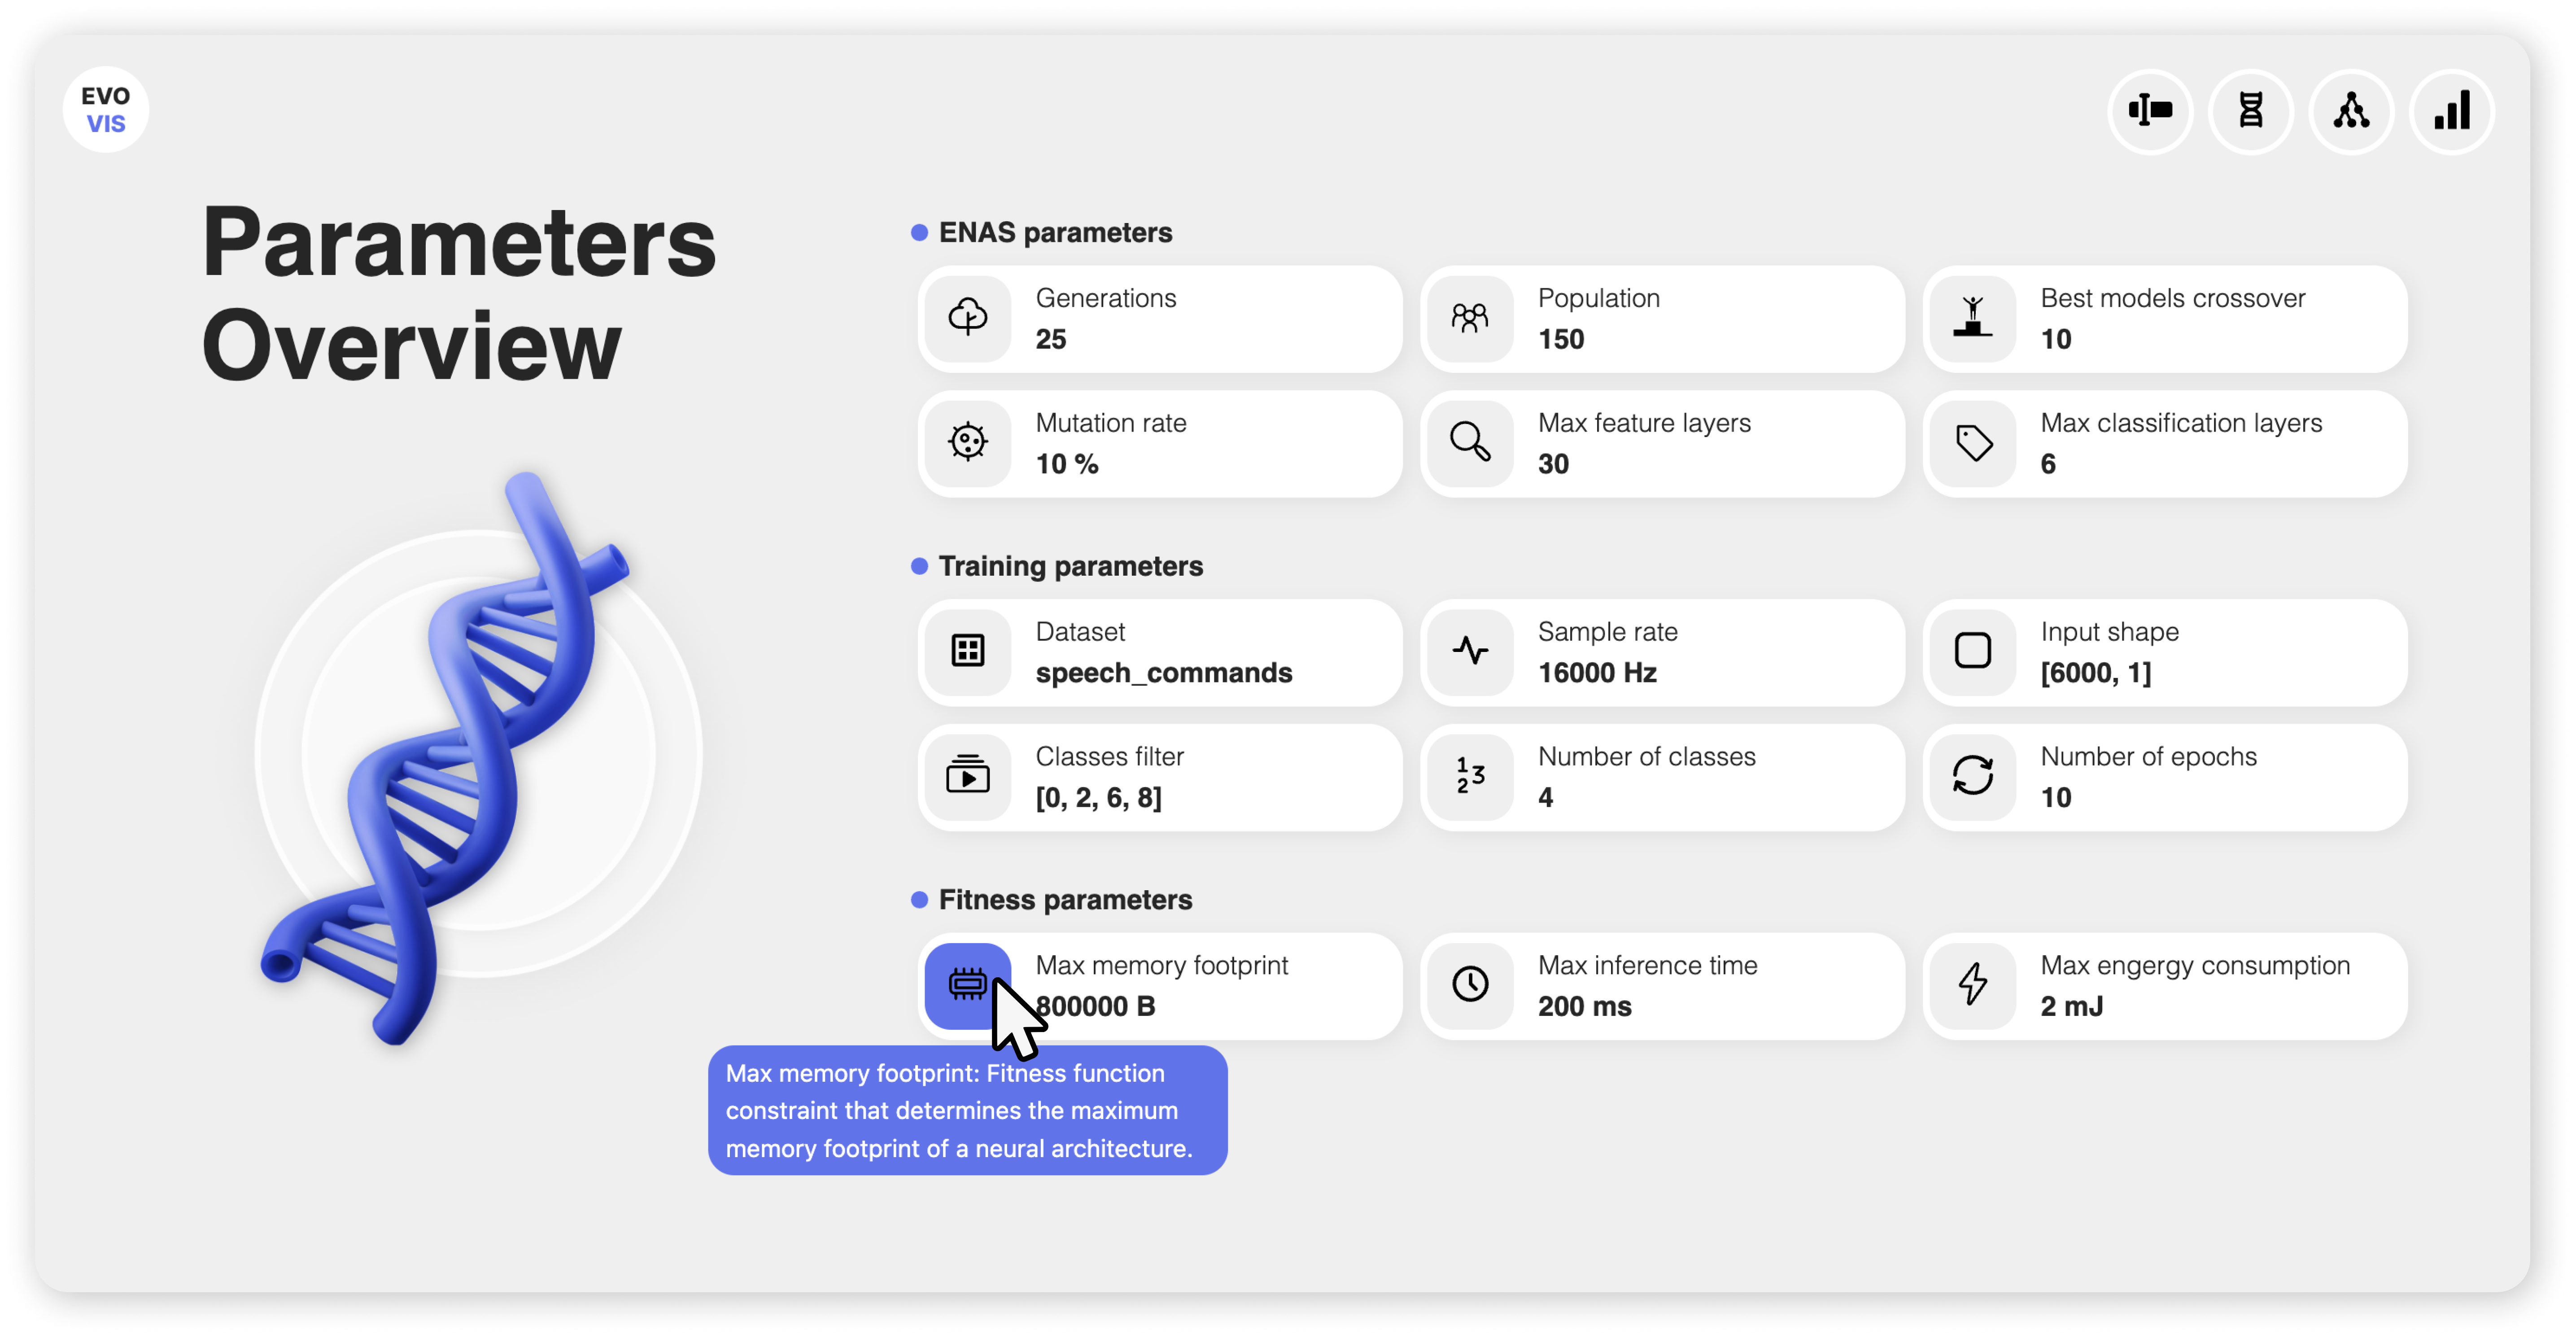 EVO
VIS
Parameters
Overview
ENAS parameters
Generations
25
Population
150
Best models crossover
10
Mutation rate
10 %
Max feature layers
30
Max classification layers
6
Training parameters
Dataset
speech_commands
Sample rate
16000 Hz
Input shape
[6000, 1]
Classes filter
[0, 2, 6, 8]
Number of classes
4
Number of epochs
10
Fitness parameters
Max memory footprint
800000 B
Max inference time
200 ms
Max engergy consumption
2 mJ
Max memory footprint: Fitness function
constraint that determines the maximum
memory footprint of a neural architecture.